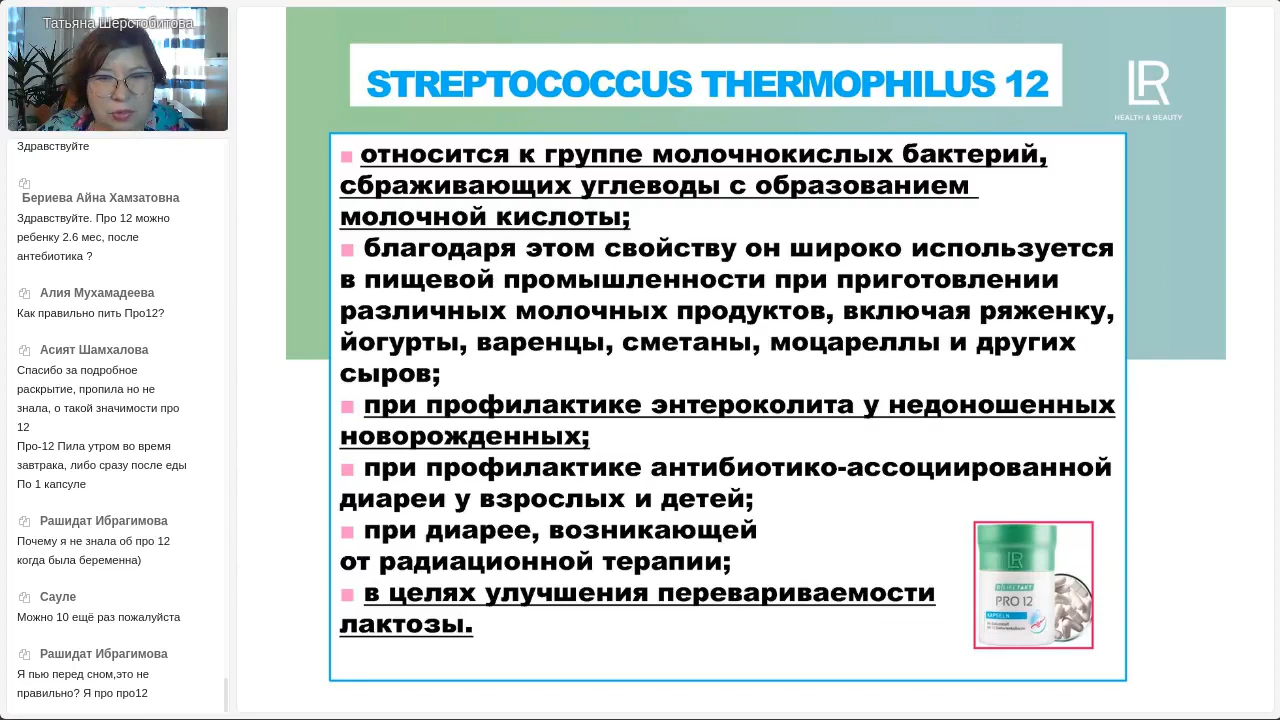 Татьяна Шерстобитова
Здравствуйте
Бериева Айна Хамзатовна
Здравствуйте. Про 12 можно
ребенку 2.6 мес, после
антебиотика ?
Алия Мухамадеева
Как правильно пить Про12?
Асият Шамхалова
Спасибо за подробное
раскрытие, пропила но не
знала, о такой значимости про
12
Про-12 Пила утром во время
завтрака, либо сразу после еды
По 1 капсуле
Рашидат Ибрагимова
Почему я не знала об про 12
когда была беременна)
Сауле
Можно 10 ещё раз пожалуйста
Рашидат Ибрагимова
Я пью перед сном,это не
правильно? Я про про12
STREPTOCOCCUS THERMOPHILUS 12
LR
HEALTH & BEAUTY
относится к группе молочнокислых бактерий,
сбраживающих углеводы с образованием
молочной кислоты;
благодаря этом свойству он широко используется
в пищевой промышленности при приготовлении
различных молочных продуктов, включая ряженку,
йогурты, варенцы, сметаны, моцареллы и других
сыров;
при профилактике энтероколита у недоношенных
новорожденных;
при профилактике антибиотико-ассоциированной
диареи у взрослых и детей;
при диарее, возникающей
от радиационной терапии;
в целях улучшения перевариваемости
лактозы.
LR
PRO 12
KAPSELN